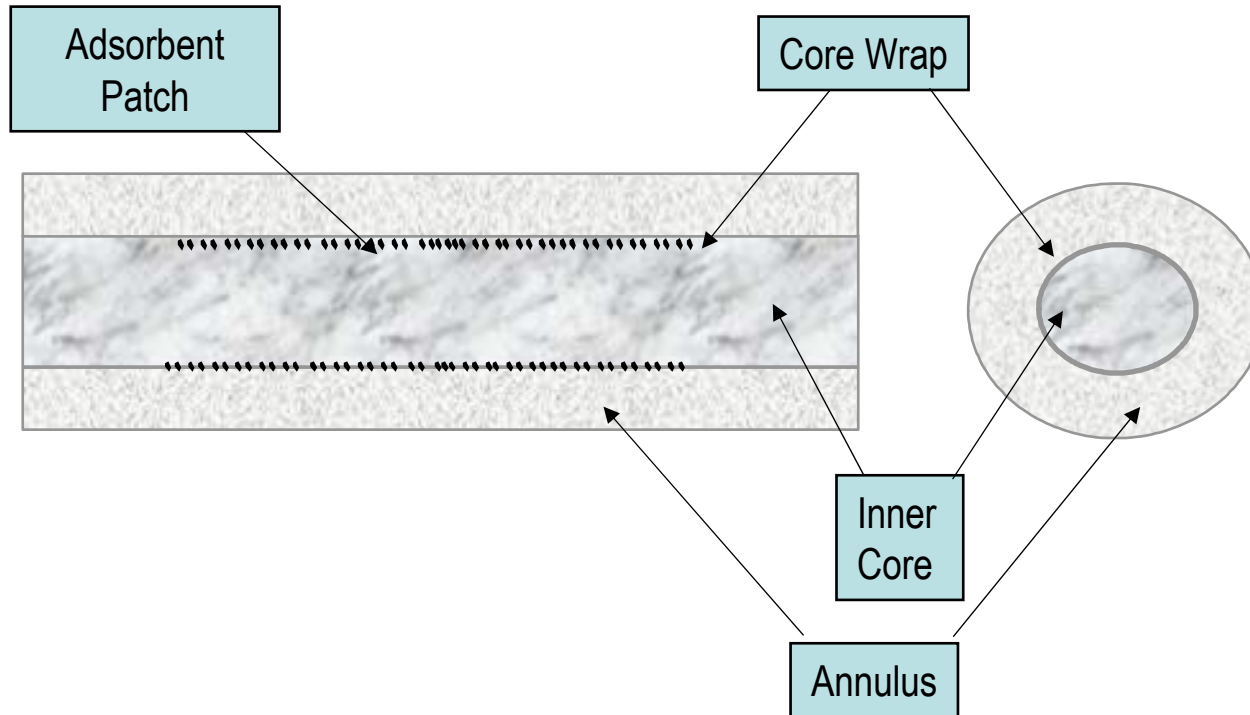 Adsorbent
Patch
Core Wrap
Inner
Core
Annulus